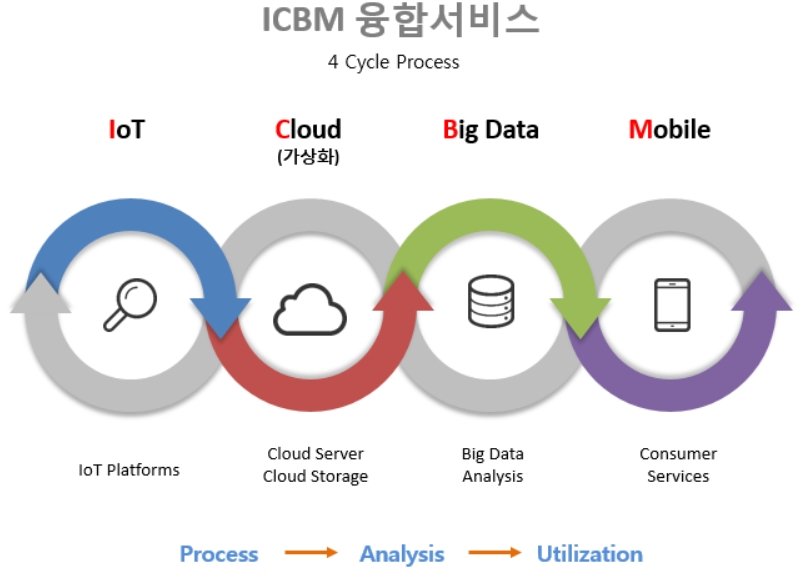 ICBM 융합서비스
4 Cycle Process
IoT
Cloud
(가상화)
Big Data
Mobile
IoT Platforms
Cloud Server
Cloud Storage
Big Data
Analysis
Consumer
Services
Process
Analysis
Utilization